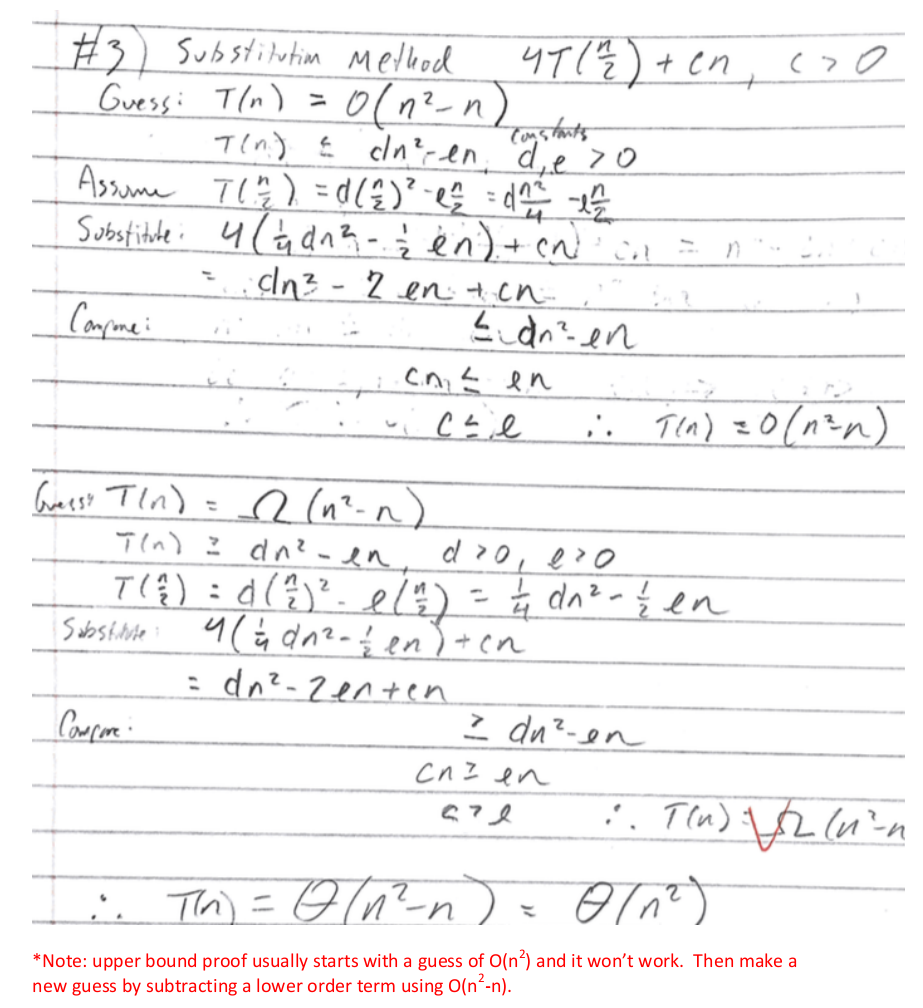 #3) Substitution Method 4T(n/2) + cn, c > 0
Guess: T(n) = O(n² - n)
constants
T(n) ≤ dn² - en, d, e > 0
Assume T(n/2) = d(n/2)² - e n/2 = d n²/4 - e n/2
Substitute: 4(1/4 dn² - 1/2 en) + cn
= dn² - 2en + cn
Compare: ≤ dn² - en
cn ≤ en
c ≤ e ∴ T(n) = O(n² - n)
Guess: T(n) = Ω(n² - n)
T(n) ≥ dn² - en, d > 0, e > 0
T(n/2) = d(n/2)² - e(n/2) = 1/4 dn² - 1/2 en
Substitute: 4(1/4 dn² - 1/2 en) + cn
= dn² - 2en + cn
Compare: ≥ dn² - en
cn ≥ en
c ≥ e ∴ T(n) = Ω(n² - n
∴ T(n) = Θ(n² - n) = Θ(n²)
*Note: upper bound proof usually starts with a guess of O(n²) and it won't work. Then make a
new guess by subtracting a lower order term using O(n²-n).